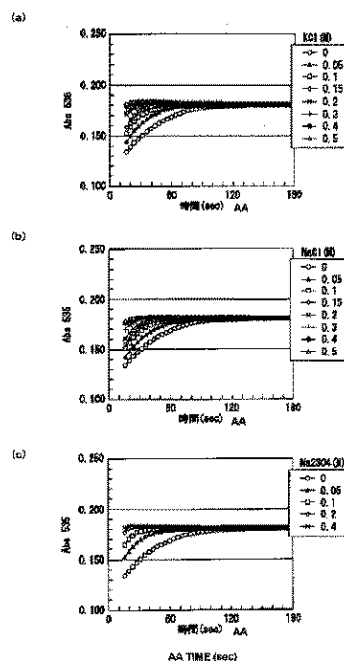 (a)
KCl(M)
0
0.05
0.1
0.15
0.2
0.3
0.4
0.5
0.250
0.200
0.150
0.100
Abs 535
0 60 120 180
時間(sec) AA
(b)
NaCl(M)
0
0.05
0.1
0.15
0.2
0.3
0.4
0.5
0.250
0.200
0.150
0.100
Abs 535
0 60 120 180
時間(sec) AA
(c)
Na2SO4(M)
0
0.05
0.1
0.2
0.4
0.250
0.200
0.150
0.100
Abs 535
0 60 120 180
時間(sec) AA
AA TIME(sec)